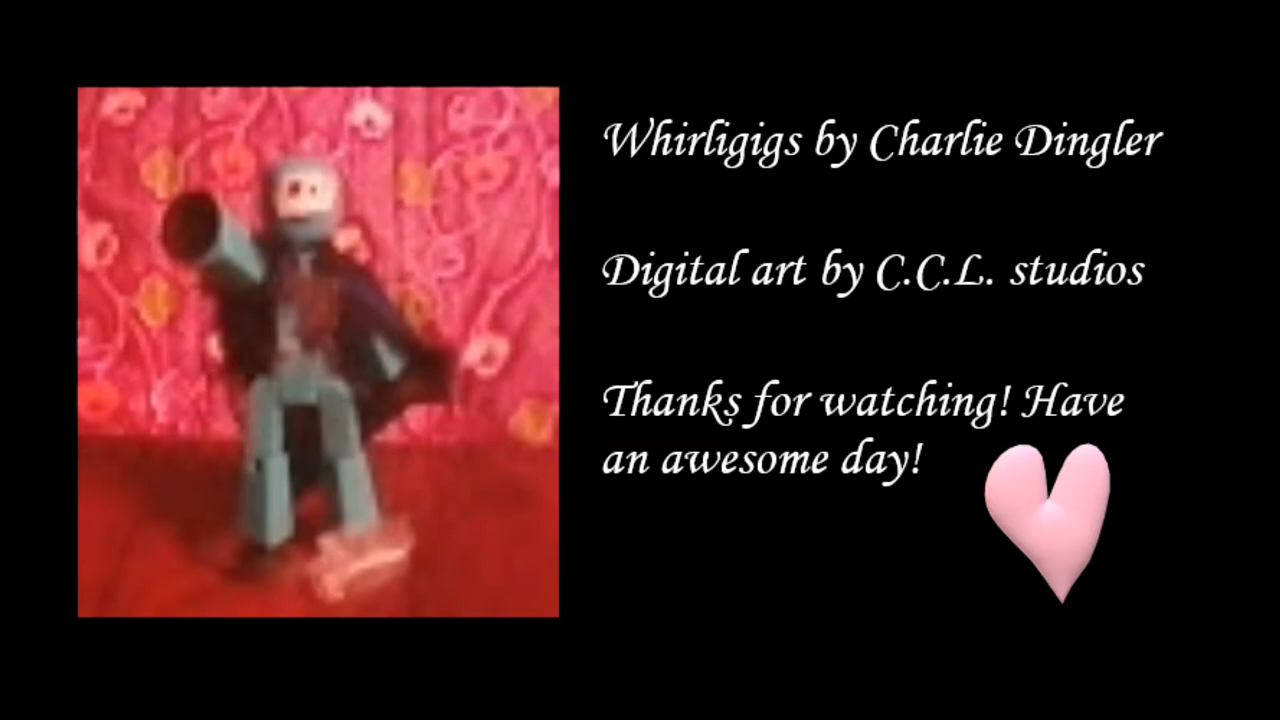 Whirligigs by Charlie Dingler
Digital art by C.C.L. studios
Thanks for watching! Have
an awesome day!